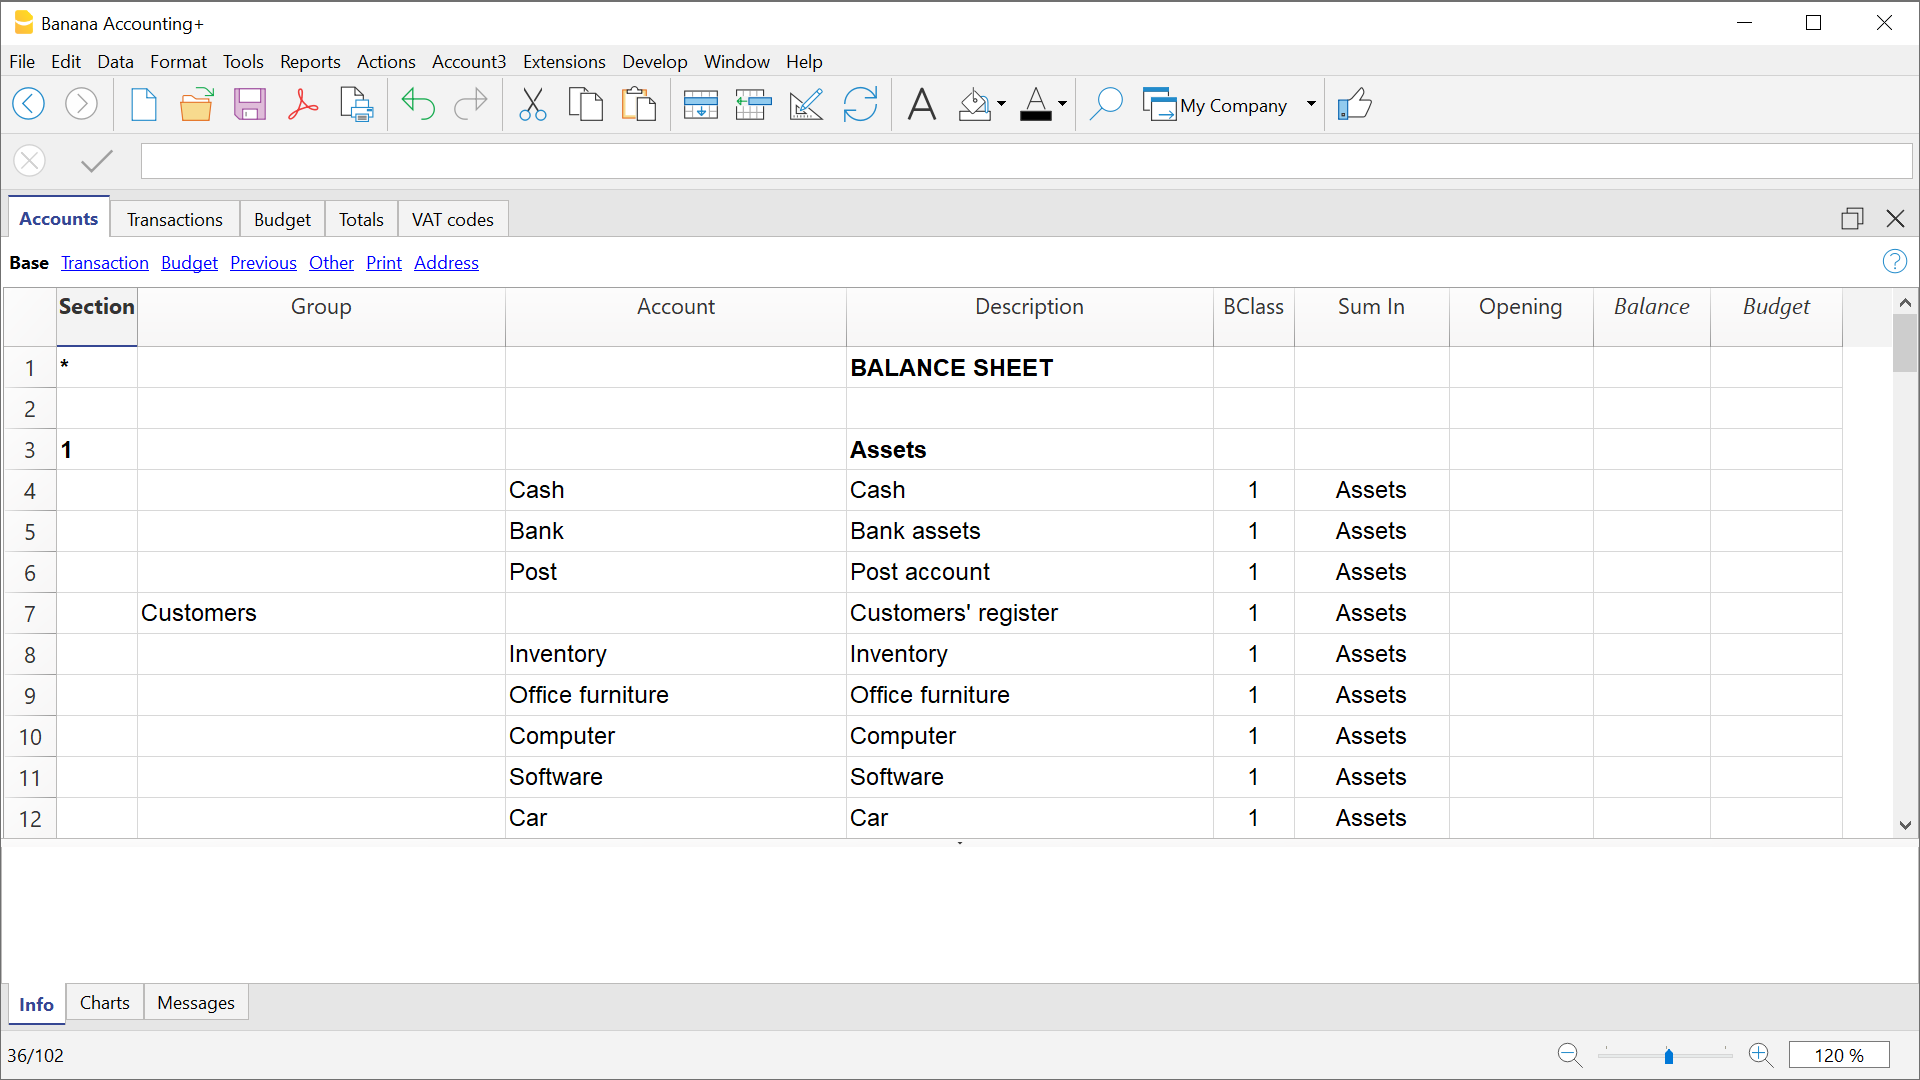 Banana Accounting+
File Edit Data Format Tools Reports Actions Account3 Extensions Develop Window Help
My Company
Accounts Transactions Budget Totals VAT codes
Base Transaction Budget Previous Other Print Address
Section Group Account Description BClass Sum In Opening Balance Budget
1 * BALANCE SHEET
2
3 1 Assets
4 Cash Cash 1 Assets
5 Bank Bank assets 1 Assets
6 Post Post account 1 Assets
7 Customers Customers' register 1 Assets
8 Inventory Inventory 1 Assets
9 Office furniture Office furniture 1 Assets
10 Computer Computer 1 Assets
11 Software Software 1 Assets
12 Car Car 1 Assets
Info Charts Messages
36/102 120 %